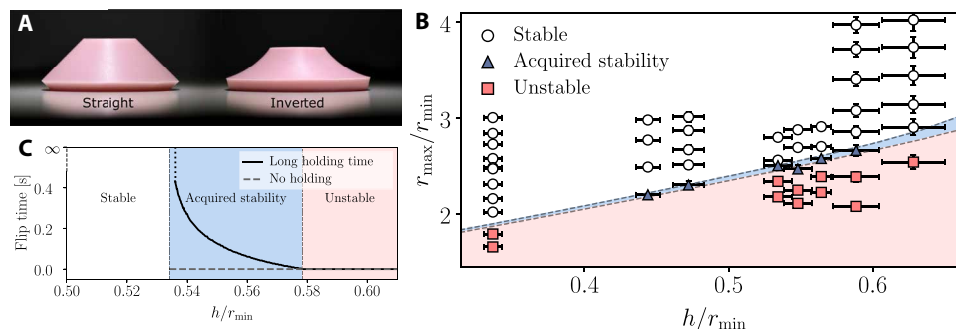 A
Straight
Inverted
B
Stable
Acquired stability
Unstable
4
3
2
r_max/r_min
0.4
0.5
0.6
h/r_min
C
Long holding time
No holding
Stable
Acquired stability
Unstable
Flip time [s]
∞
0.4
0.2
0.0
0.50
0.52
0.54
0.56
0.58
0.60
h/r_min